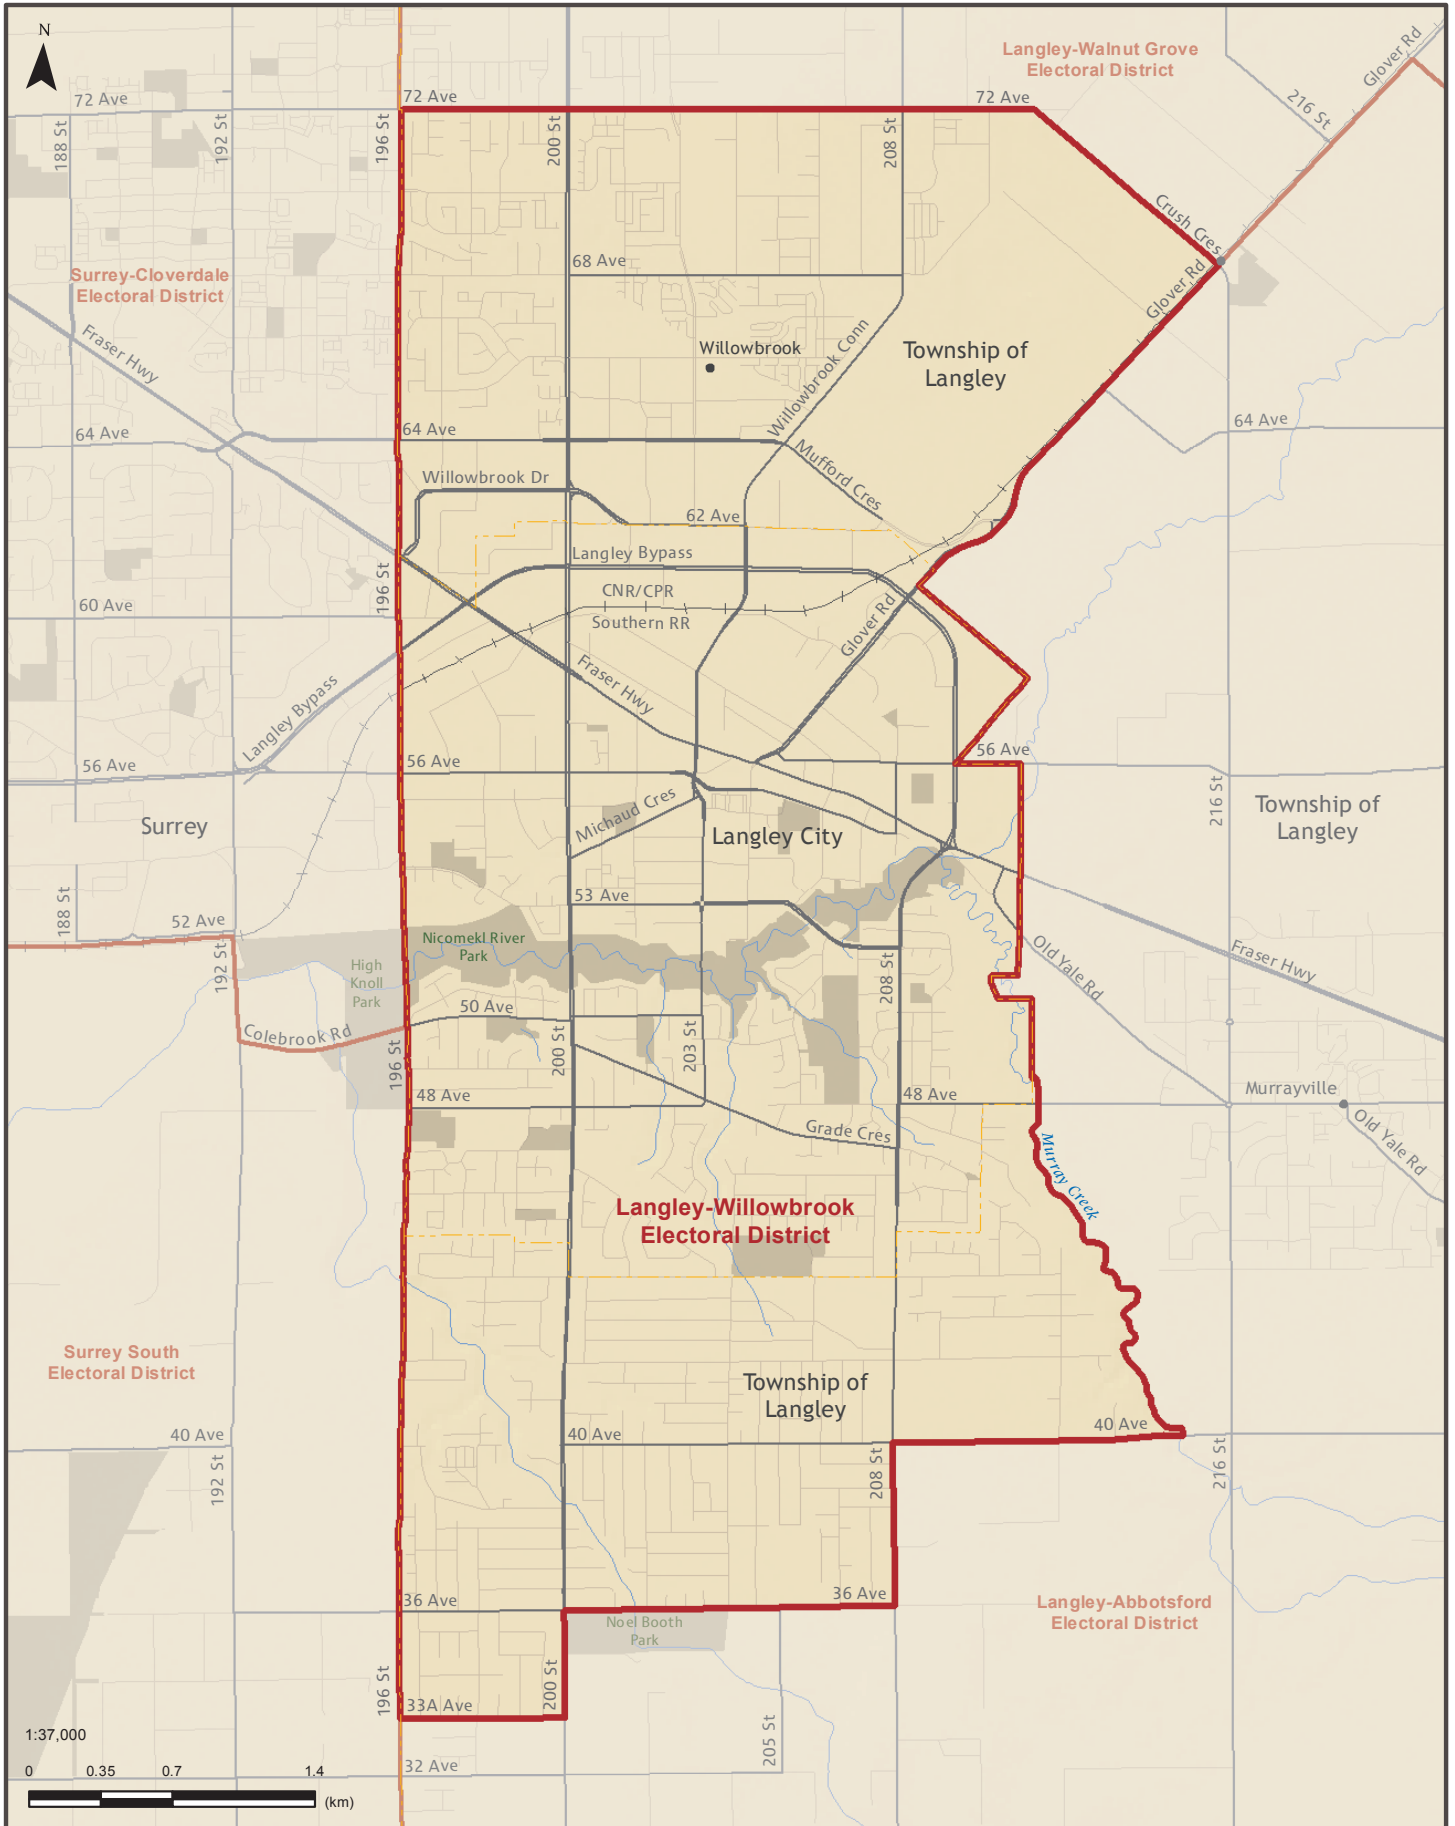 N
Langley-Walnut Grove
Electoral District
Glover Rd
72 Ave
72 Ave
72 Ave
216 St
188 St
192 St
196 St
200 St
208 St
Crush Cres
Surrey-Cloverdale
Electoral District
68 Ave
Glover Rd
Fraser Hwy
Willowbrook
Willowbrook Conn
Township of
Langley
64 Ave
64 Ave
64 Ave
Mufford Cres
Willowbrook Dr
62 Ave
Langley Bypass
196 St
CNR/CPR
60 Ave
Southern RR
Glover Rd
Fraser Hwy
Langley Bypass
56 Ave
56 Ave
56 Ave
216 St
Michaud Cres
Surrey
Langley City
Township of
Langley
188 St
53 Ave
52 Ave
Nicomekl River
Park
Old Yale Rd
Fraser Hwy
192 St
High
Knoll
Park
208 St
50 Ave
Colebrook Rd
196 St
200 St
203 St
48 Ave
48 Ave
Murrayville
Grade Cres
Old Yale Rd
Murray Creek
Langley-Willowbrook
Electoral District
Surrey South
Electoral District
Township of
Langley
40 Ave
40 Ave
40 Ave
192 St
208 St
216 St
36 Ave
36 Ave
Langley-Abbotsford
Electoral District
Noel Booth
Park
196 St
200 St
33A Ave
205 St
1:37,000
32 Ave
0 0.35 0.7 1.4
(km)